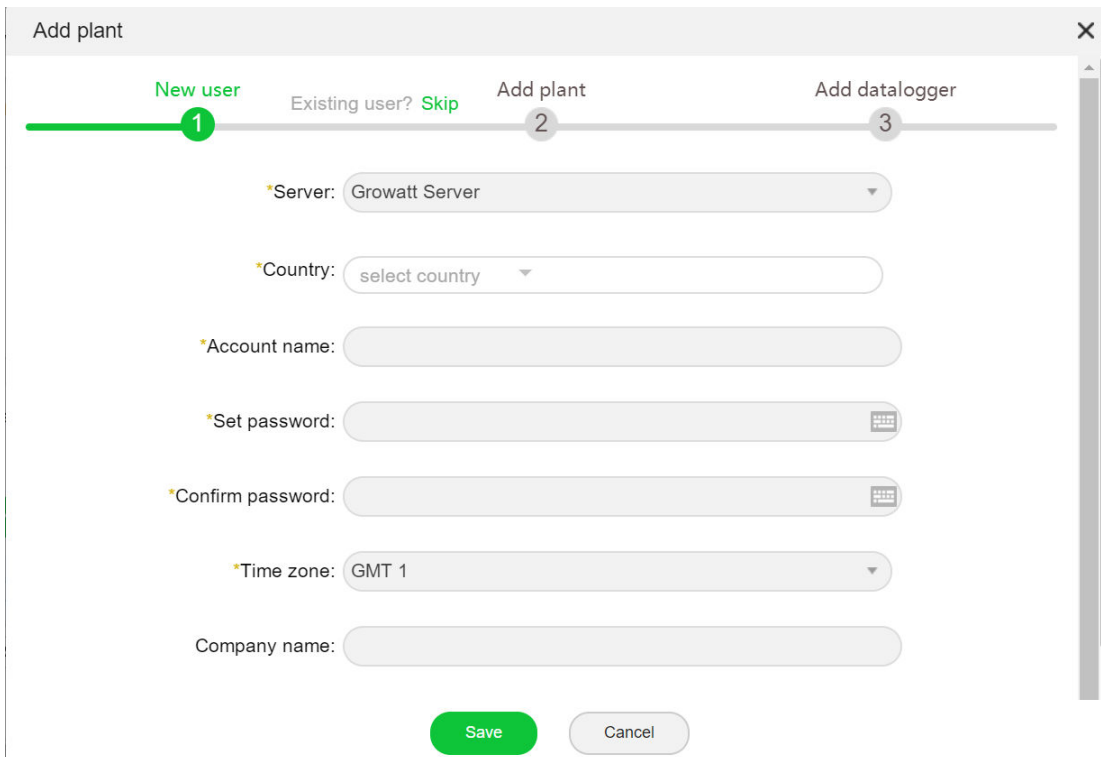 Add plant
New user
Existing user? Skip
Add plant
Add datalogger
1
2
3
*Server: Growatt Server
*Country: select country
*Account name:
*Set password:
*Confirm password:
*Time zone: GMT 1
Company name:
Save Cancel